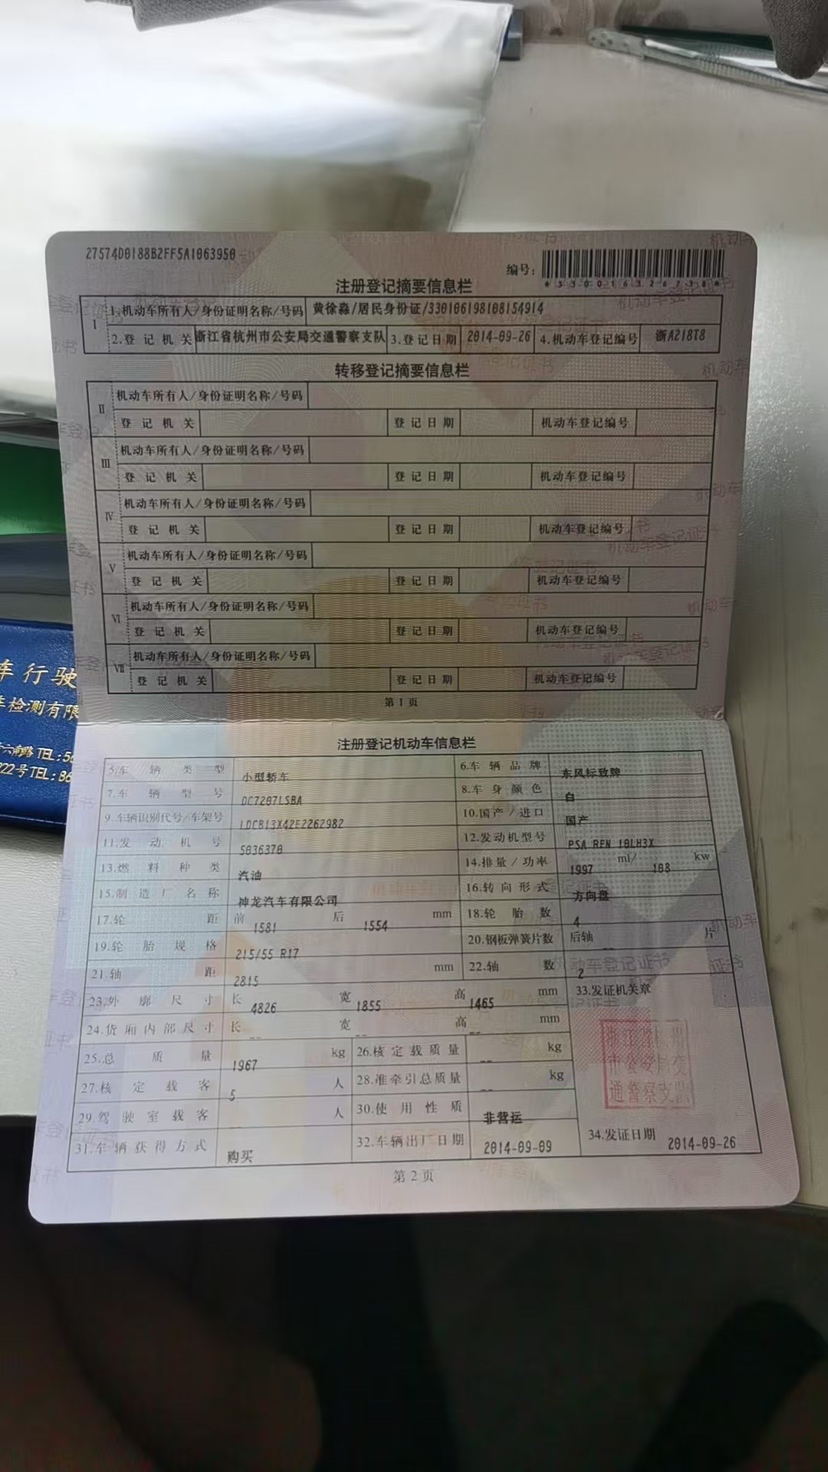 27574D0188B2FF5A1063950
编号：
*330016326738*
注册登记摘要信息栏
I 1.机动车所有人/身份证明名称/号码 黄徐淼/居民身份证/330106198108154914
2.登记机关 浙江省杭州市公安局交通警察支队 3.登记日期 2014-09-26 4.机动车登记编号 浙A218T8
转移登记摘要信息栏
II 机动车所有人/身份证明名称/号码
登记机关 登记日期 机动车登记编号
III 机动车所有人/身份证明名称/号码
登记机关 登记日期 机动车登记编号
IV 机动车所有人/身份证明名称/号码
登记机关 登记日期 机动车登记编号
V 机动车所有人/身份证明名称/号码
登记机关 登记日期 机动车登记编号
VI 机动车所有人/身份证明名称/号码
登记机关 登记日期 机动车登记编号
VII 机动车所有人/身份证明名称/号码
登记机关 登记日期 机动车登记编号
第1页
注册登记机动车信息栏
5.车辆类型 小型轿车 6.车辆品牌 东风标致牌
7.车辆型号 DC7207LSBA 8.车身颜色 白
9.车辆识别代号/车架号 LDCB13X42E2262982 10.国产/进口 国产
11.发动机号 5036370 12.发动机型号 PSA RFN 10LH3X
13.燃料种类 汽油 14.排量/功率 1997 ml/ 108 kw
15.制造厂名称 神龙汽车有限公司 16.转向形式 方向盘
17.轮距 前 1581 后 1554 mm 18.轮胎数 4
19.轮胎规格 215/55 R17 20.钢板弹簧片数 后轴 -- 片
21.轴距 2815 mm 22.轴数 2
23.外廓尺寸 长 4826 宽 1855 高 1465 mm 33.发证机关章
24.货厢内部尺寸 长 -- 宽 -- 高 -- mm
25.总质量 1967 kg 26.核定载质量 -- kg
27.核定载客 5 人 28.准牵引总质量 -- kg
29.驾驶室载客 人 30.使用性质 非营运
31.车辆获得方式 购买 32.车辆出厂日期 2014-09-09 34.发证日期 2014-09-26
第2页
车行驶
车检测有限
TEL:56
222号TEL:86